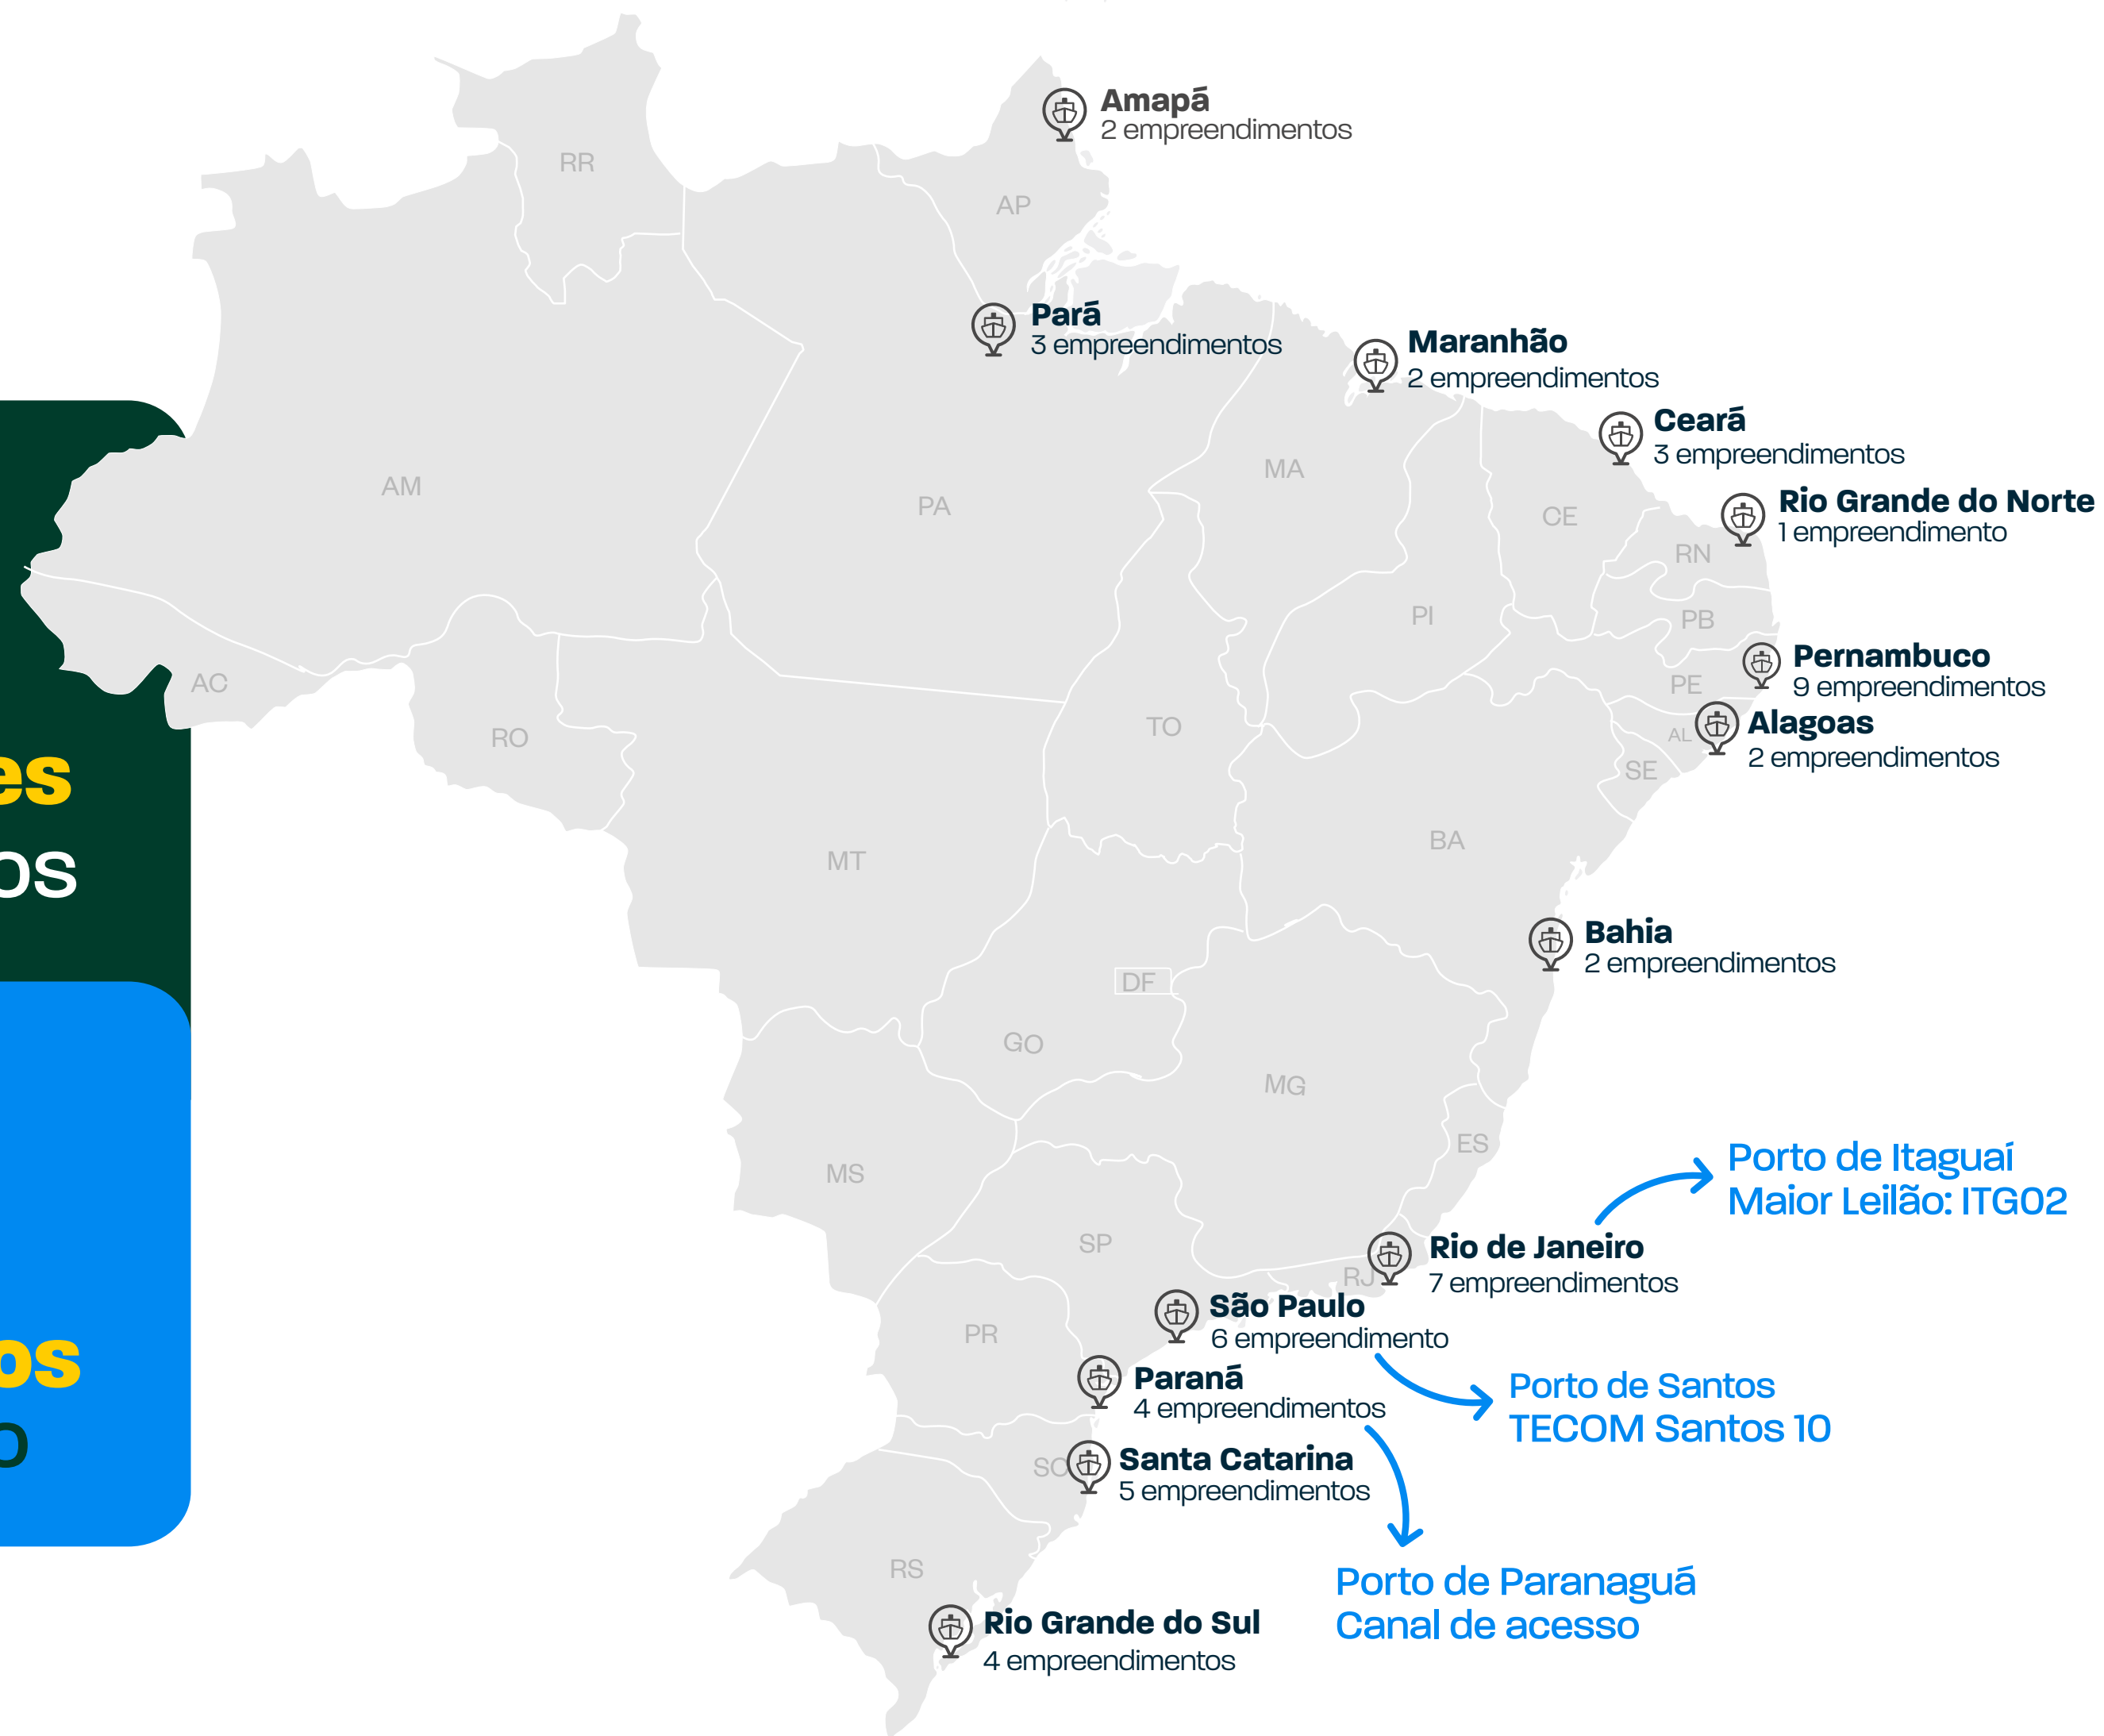 Amapá
2 empreendimentos
RR
AP
Pará
3 empreendimentos
Maranhão
2 empreendimentos
Ceará
3 empreendimentos
MA
AM
PA
CE
Rio Grande do Norte
1 empreendimento
RN
PI
PB
Pernambuco
9 empreendimentos
PE
AC
Alagoas
2 empreendimentos
AL
TO
RO
SE
es
os
BA
MT
Bahia
2 empreendimentos
DF
GO
MG
ES
MS
Porto de Itaguaí
Maior Leilão: ITG02
SP
Rio de Janeiro
7 empreendimentos
RJ
São Paulo
6 empreendimento
PR
os
o
Paraná
4 empreendimentos
Porto de Santos
TECOM Santos 10
SC
Santa Catarina
5 empreendimentos
RS
Porto de Paranaguá
Canal de acesso
Rio Grande do Sul
4 empreendimentos